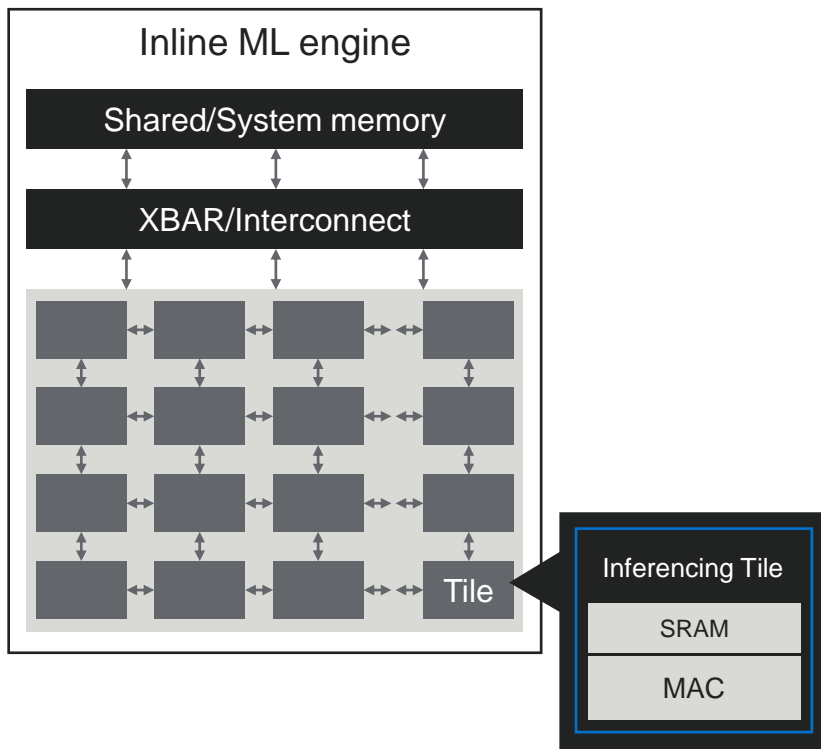 Inline ML engine
Shared/System memory
XBAR/Interconnect
Tile
Inferencing Tile
SRAM
MAC